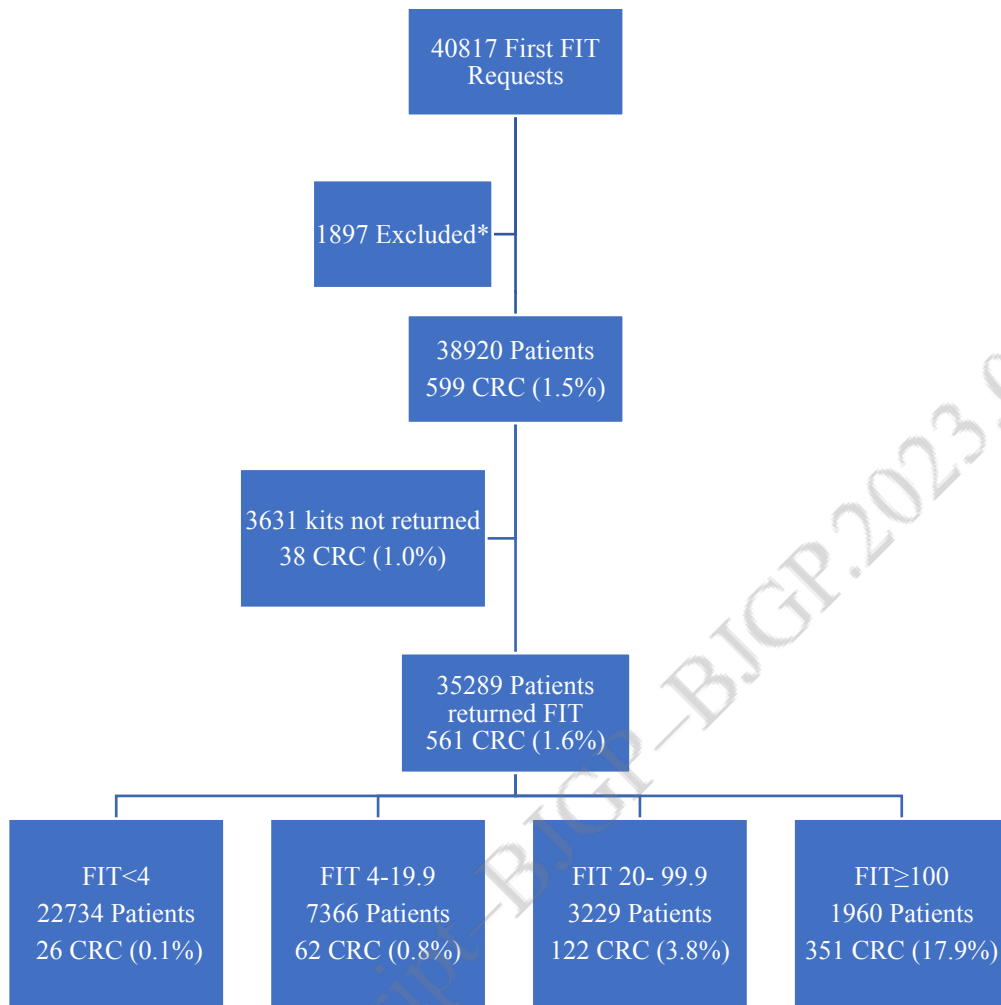 40817 First FIT
Requests
1897 Excluded*
38920 Patients
599 CRC (1.5%)
3631 kits not returned
38 CRC (1.0%)
35289 Patients
returned FIT
561 CRC (1.6%)
FIT<4
22734 Patients
26 CRC (0.1%)
FIT 4-19.9
7366 Patients
62 CRC (0.8%)
FIT 20- 99.9
3229 Patients
122 CRC (3.8%)
FIT≥100
1960 Patients
351 CRC (17.9%)
BJGP–BJGP.2023